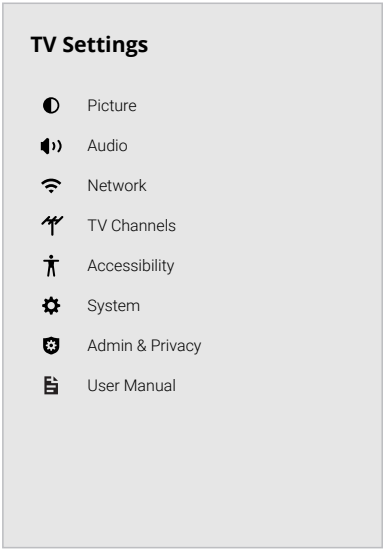 TV Settings
Picture
Audio
Network
TV Channels
Accessibility
System
Admin & Privacy
User Manual